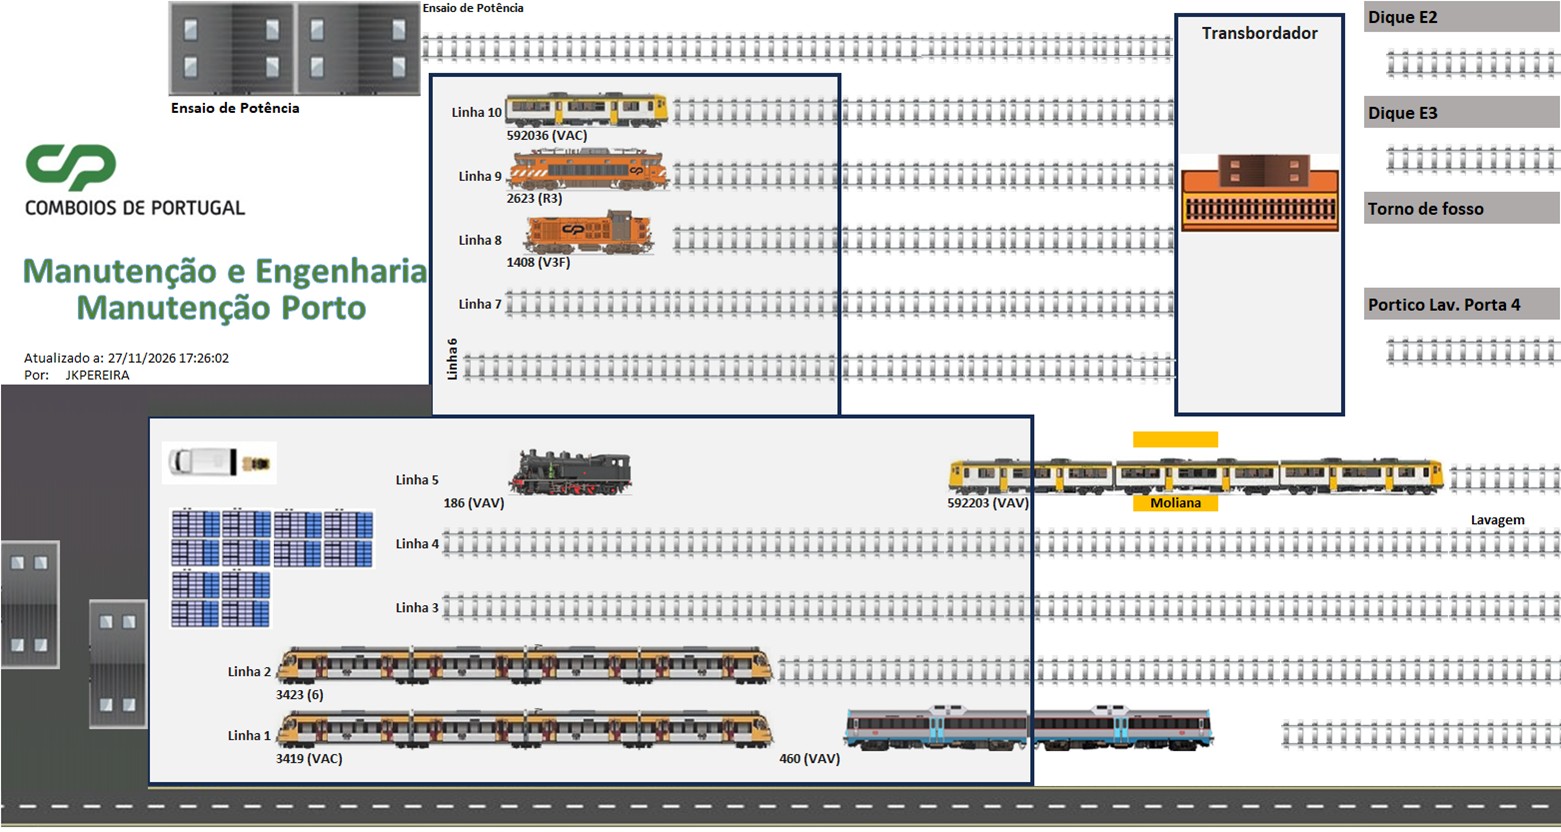 Ensaio de Potência
Ensaio de Potência
CP
COMBOIOS DE PORTUGAL
Manutenção e Engenharia
Manutenção Porto
Atualizado a: 27/11/2026 17:26:02
Por: JKPEREIRA
Linha 10
592036 (VAC)
Linha 9
2623 (R3)
Linha 8
1408 (V3F)
Linha 7
Linha 6
Transbordador
Dique E2
Dique E3
Torno de fosso
Portico Lav. Porta 4
Linha 5
186 (VAV)
592203 (VAV)
Moliana
Lavagem
Linha 4
Linha 3
Linha 2
3423 (6)
Linha 1
3419 (VAC)
460 (VAV)